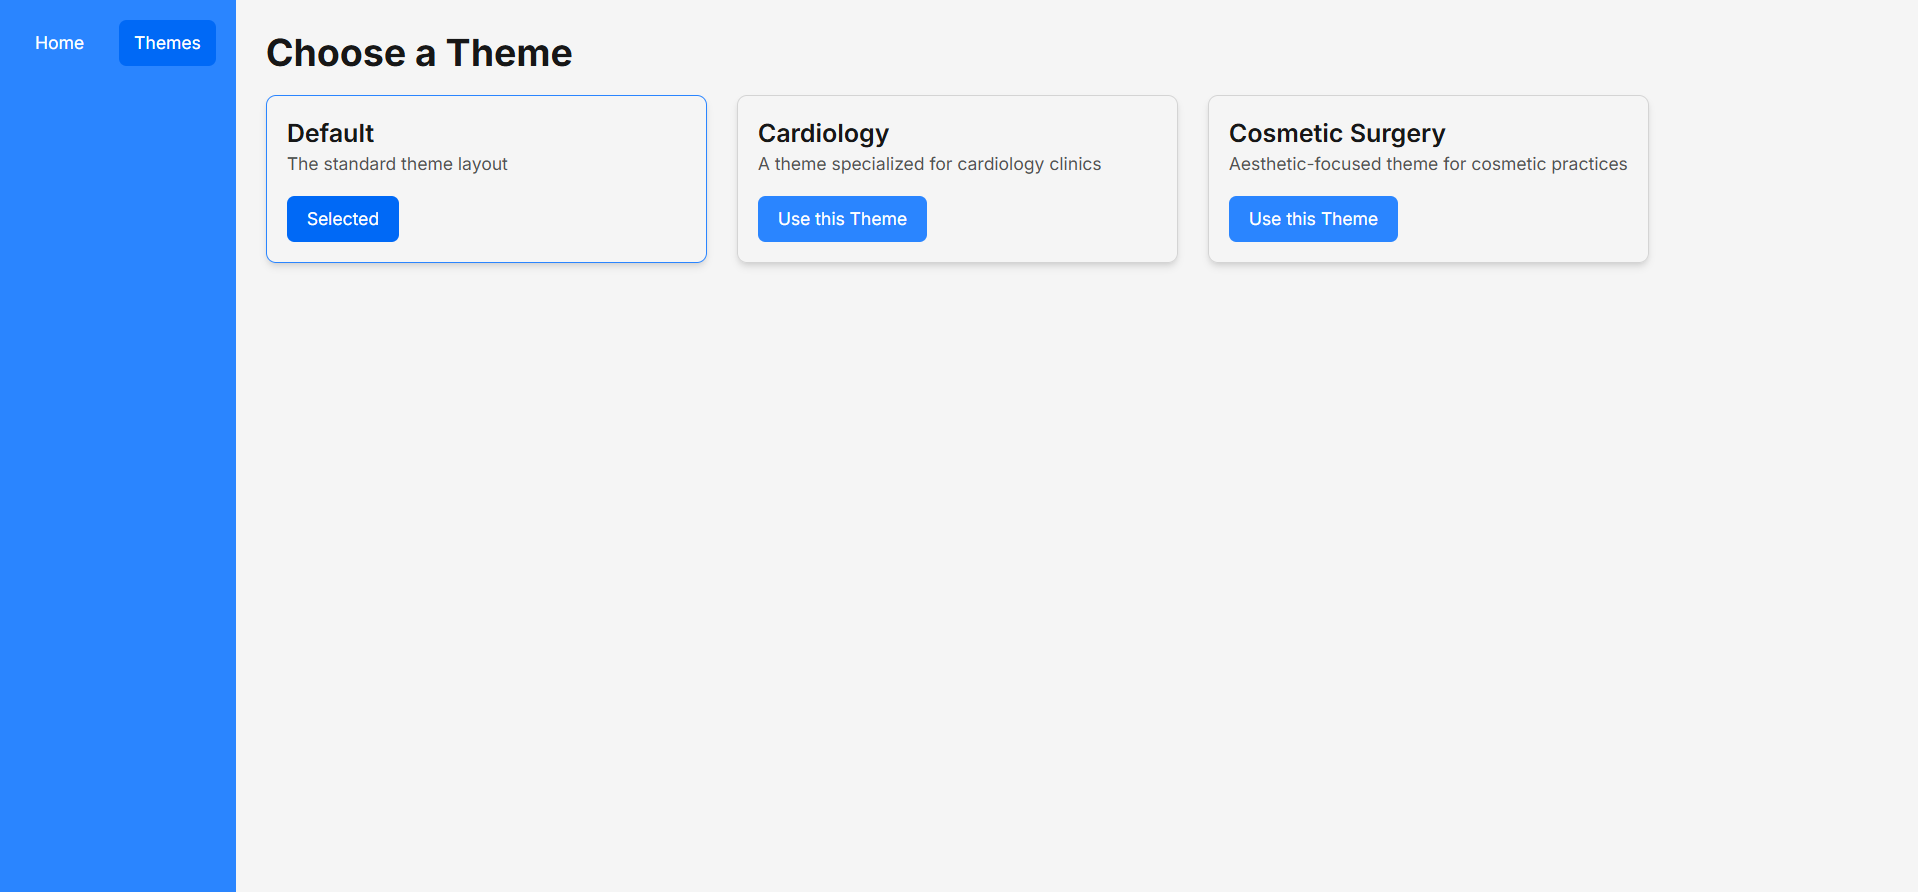 Home
Themes
Choose a Theme
Default
The standard theme layout
Selected
Cardiology
A theme specialized for cardiology clinics
Use this Theme
Cosmetic Surgery
Aesthetic-focused theme for cosmetic practices
Use this Theme